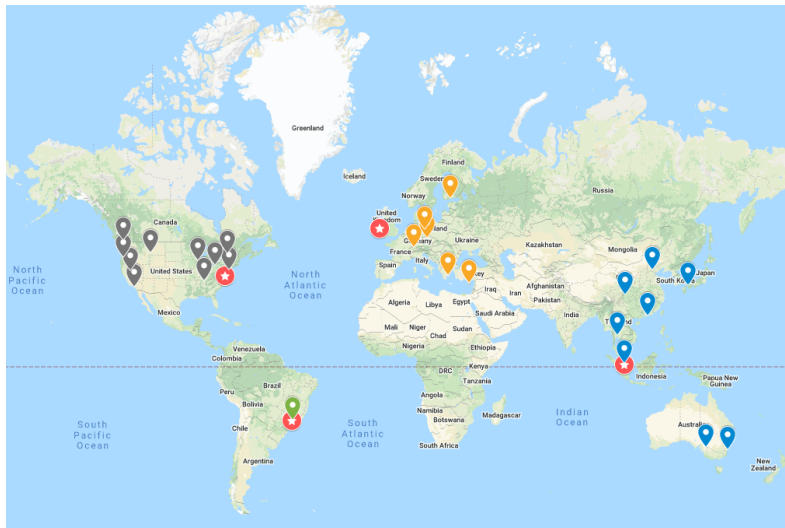 Greenland
Iceland
Finland
Sweden
Norway
Russia
Canada
United
Kingdom
Germany
Ukraine
France
Kazakhstan
Mongolia
Italy
Spain
North
Pacific
Ocean
United States
North
Atlantic
Ocean
Japan
Afghanistan
Iraq
Iran
Pakistan
Algeria
Libya
Egypt
Saudi Arabia
India
Mexico
Mali
Niger
Chad
Sudan
Nigeria
Ethiopia
Venezuela
Colombia
DRC
Kenya
Tanzania
Indonesia
Papua New
Guinea
Peru
Brazil
Bolivia
Angola
Namibia
Botswana
Madagascar
Indian
Ocean
South
Pacific
Ocean
South
Atlantic
Ocean
Chile
South Africa
Argentina
New
Zealand